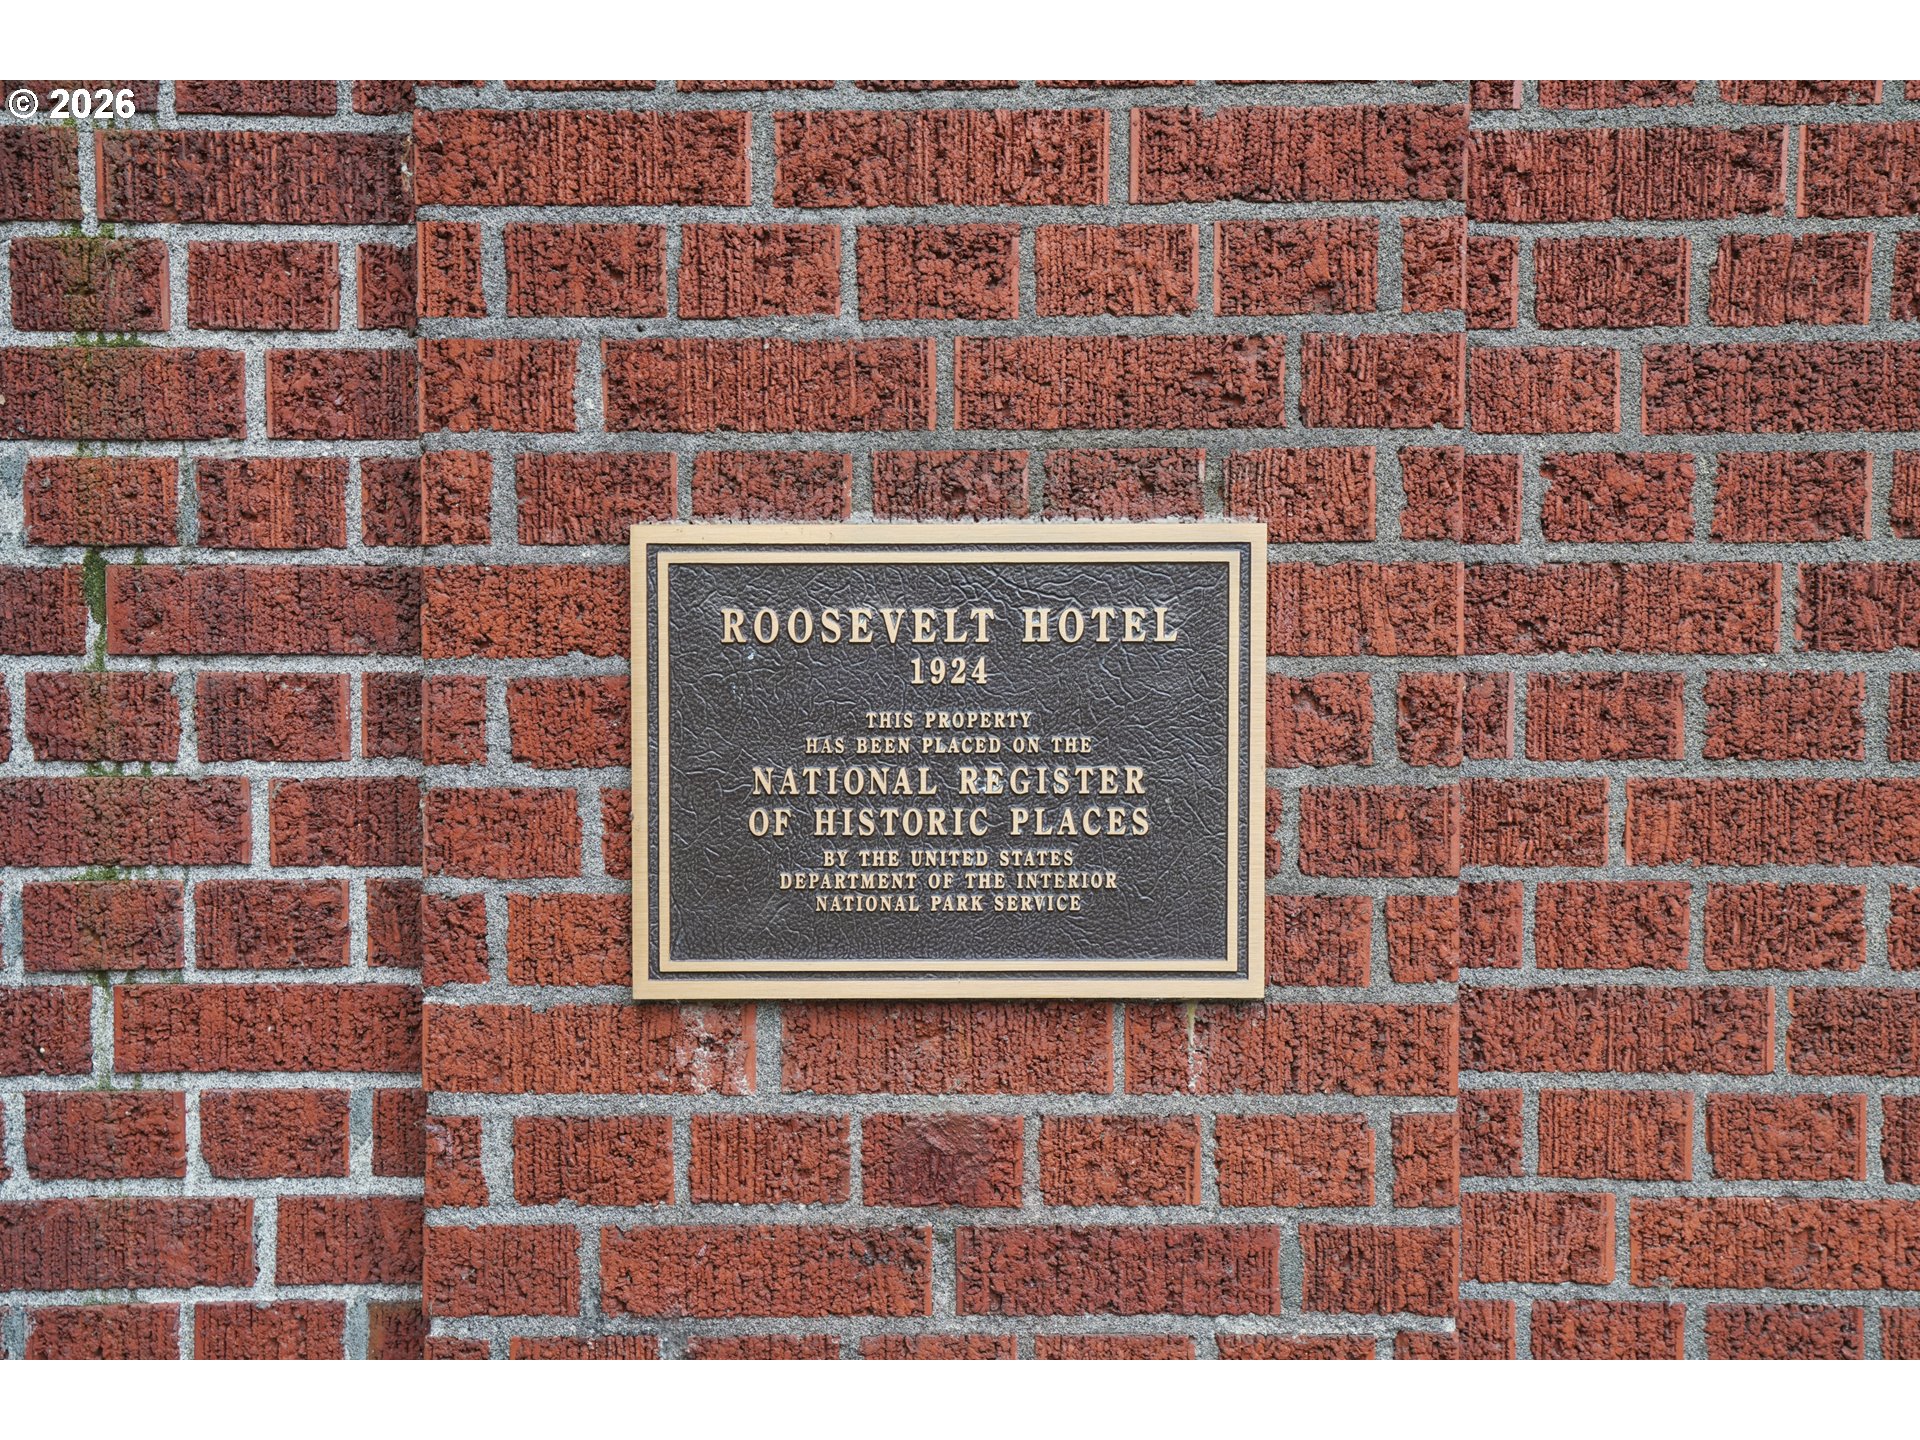 © 2026
ROOSEVELT HOTEL
1924
THIS PROPERTY
HAS BEEN PLACED ON THE
NATIONAL REGISTER
OF HISTORIC PLACES
BY THE UNITED STATES
DEPARTMENT OF THE INTERIOR
NATIONAL PARK SERVICE